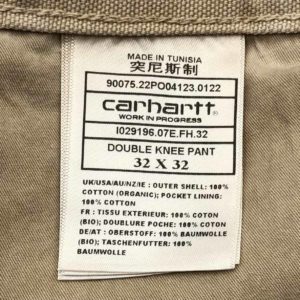 MADE IN TUNISIA
突尼斯制
90075.22PO04123.0122
carhartt
WORK IN PROGRESS
I029196.07E.FH.32
DOUBLE KNEE PANT
32 X 32
UK/USA/AU/NZ/IE : OUTER SHELL: 100%
COTTON (ORGANIC); POCKET LINING:
100% COTTON
FR : TISSU EXTERIEUR: 100% COTON
(BIO); DOUBLURE POCHE: 100% COTON
DE/AT : OBERSTOFF: 100% BAUMWOLLE
(BIO); TASCHENFUTTER: 100%
BAUMWOLLE